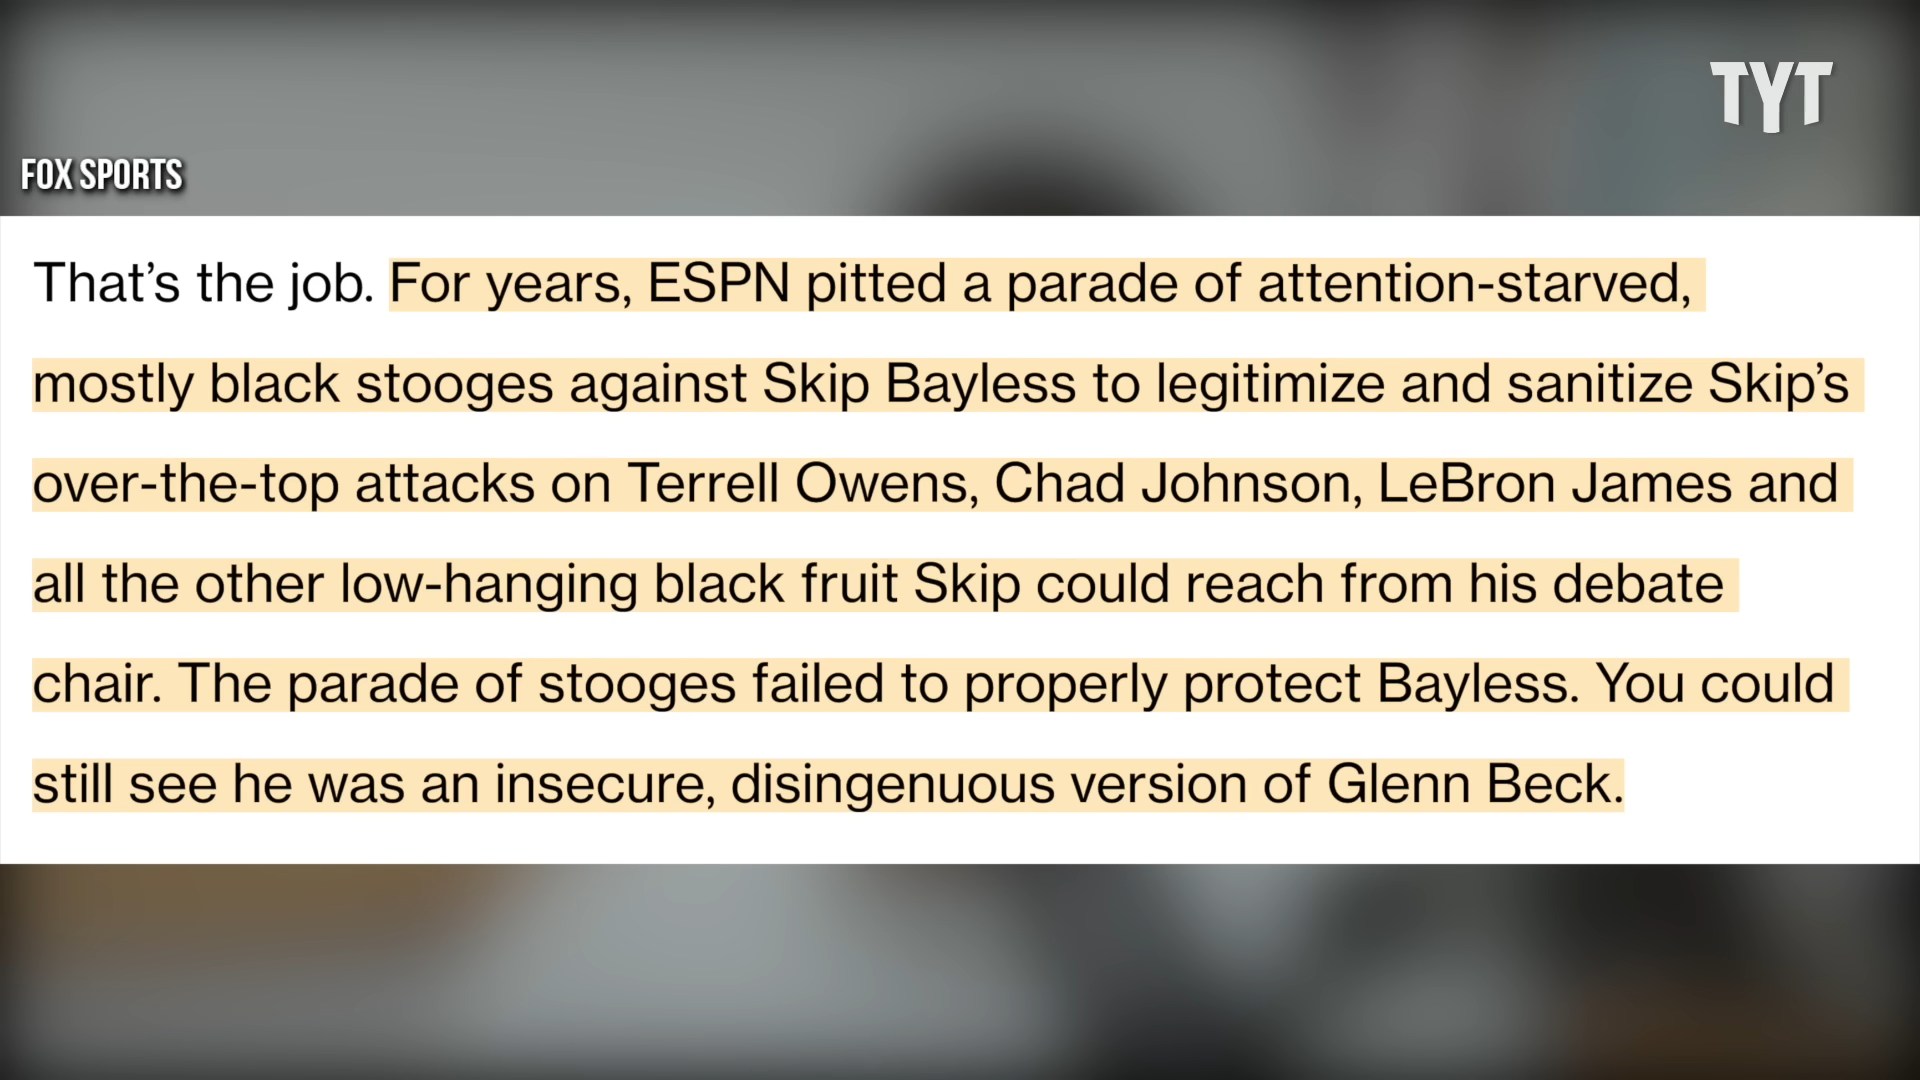 TYT
FOX SPORTS
That’s the job. For years, ESPN pitted a parade of attention-starved,
mostly black stooges against Skip Bayless to legitimize and sanitize Skip’s
over-the-top attacks on Terrell Owens, Chad Johnson, LeBron James and
all the other low-hanging black fruit Skip could reach from his debate
chair. The parade of stooges failed to properly protect Bayless. You could
still see he was an insecure, disingenuous version of Glenn Beck.